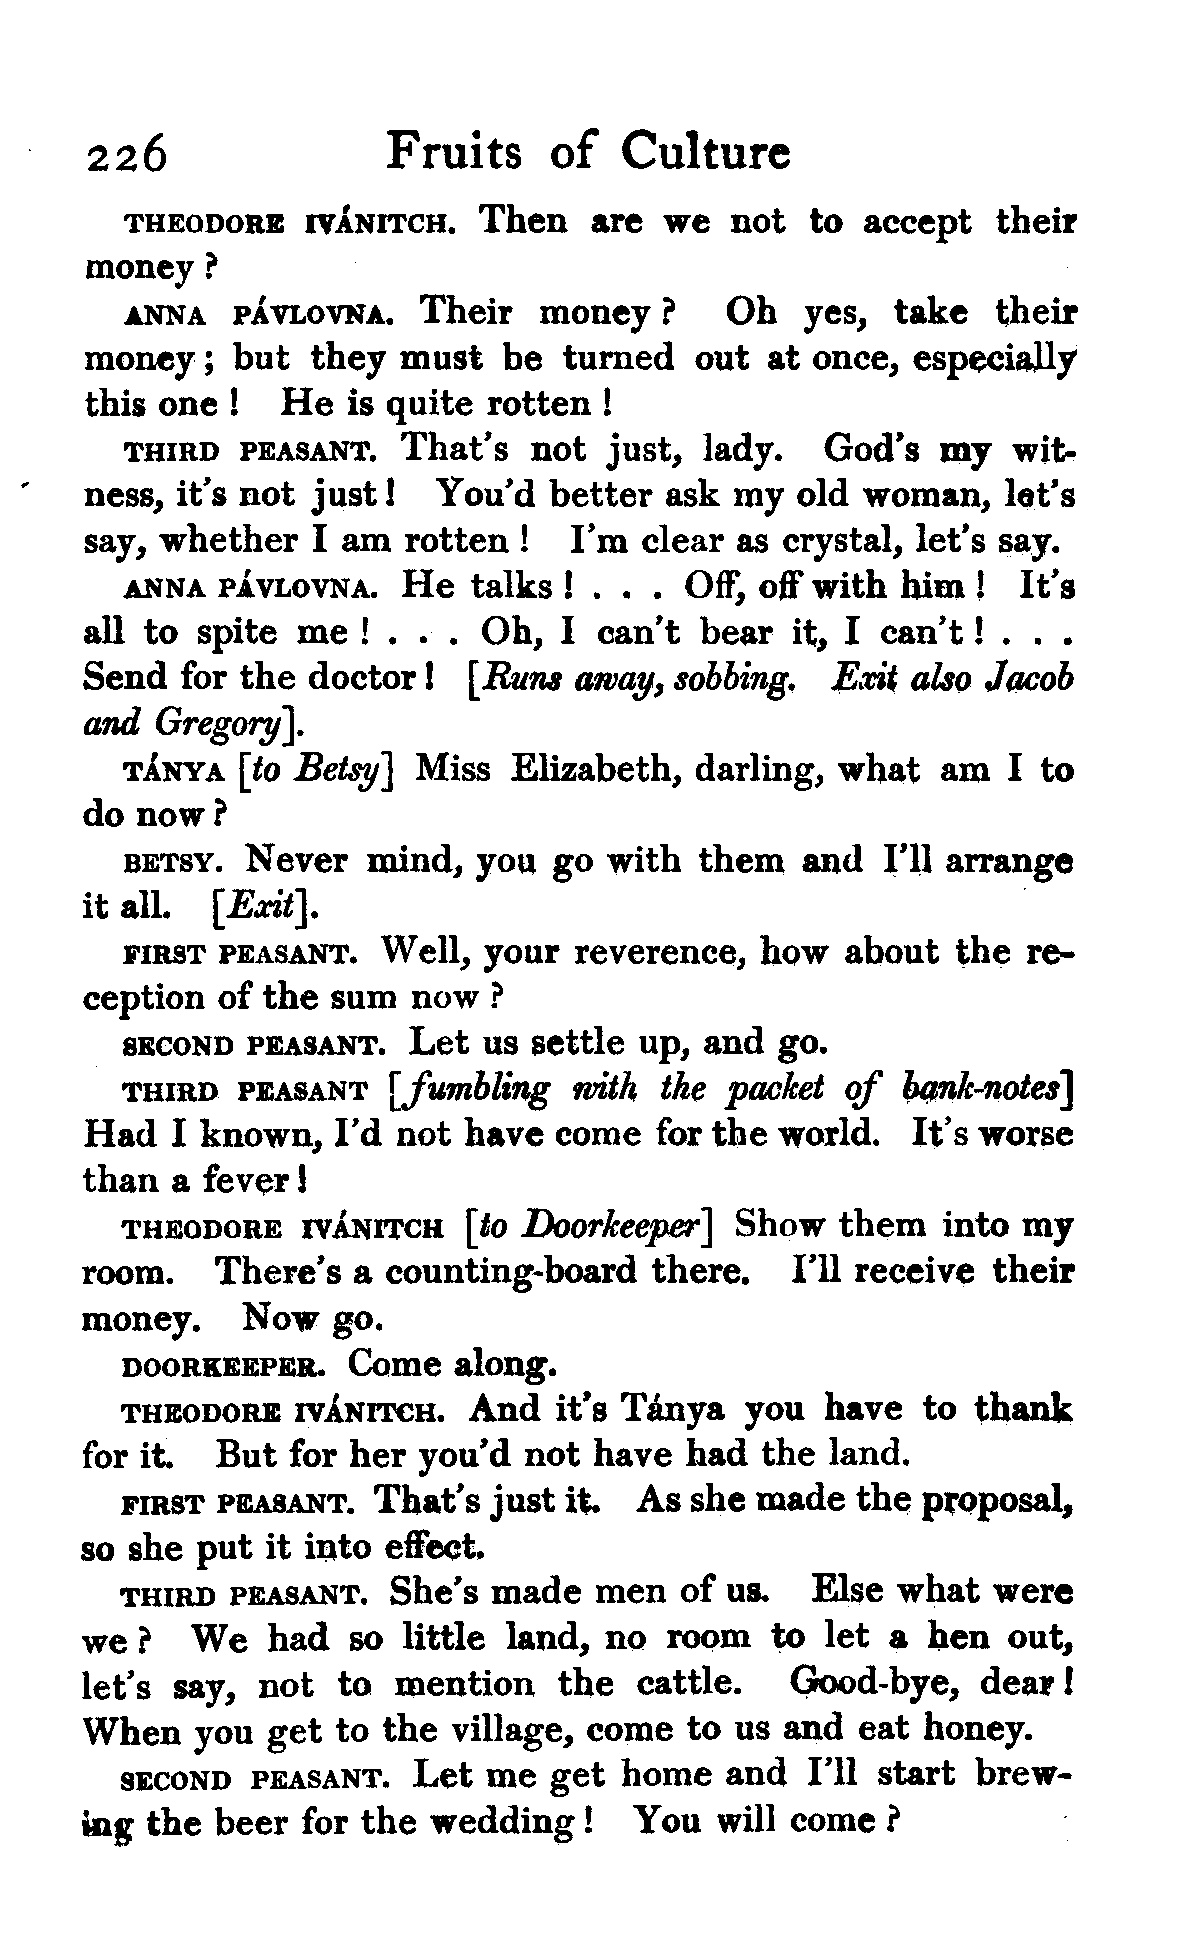 226 Fruits of Culture
THEODORE IVÁNITCH. Then are we not to accept their
money?
ANNA PÁVLOVNA. Their money? Oh yes, take their
money; but they must be turned out at once, especially
this one! He is quite rotten!
THIRD PEASANT. That's not just, lady. God's my wit-
ness, it's not just! You'd better ask my old woman, let's
say, whether I am rotten! I'm clear as crystal, let's say.
ANNA PÁVLOVNA. He talks! . . . Off, off with him! It's
all to spite me! . . . Oh, I can't bear it, I can't! . . .
Send for the doctor! [Runs away, sobbing. Exit also Jacob
and Gregory].
TÁNYA [to Betsy] Miss Elizabeth, darling, what am I to
do now?
BETSY. Never mind, you go with them and I'll arrange
it all. [Exit].
FIRST PEASANT. Well, your reverence, how about the re-
ception of the sum now?
SECOND PEASANT. Let us settle up, and go.
THIRD PEASANT [fumbling with the packet of bank-notes]
Had I known, I'd not have come for the world. It's worse
than a fever!
THEODORE IVÁNITCH [to Doorkeeper] Show them into my
room. There's a counting-board there. I'll receive their
money. Now go.
DOORKEEPER. Come along.
THEODORE IVÁNITCH. And it's Tánya you have to thank
for it. But for her you'd not have had the land.
FIRST PEASANT. That's just it. As she made the proposal,
so she put it into effect.
THIRD PEASANT. She's made men of us. Else what were
we? We had so little land, no room to let a hen out,
let's say, not to mention the cattle. Good-bye, dear!
When you get to the village, come to us and eat honey.
SECOND PEASANT. Let me get home and I'll start brew-
ing the beer for the wedding! You will come?